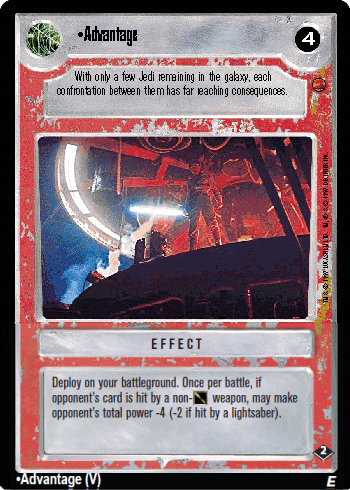 •Advantage
4
With only a few Jedi remaining in the galaxy, each
confrontation between them has far reaching consequences.
EFFECT
Deploy on your battleground. Once per battle, if
opponent's card is hit by a non- weapon, may make
opponent's total power -4 (-2 if hit by a lightsaber).
2
•Advantage (V)
E